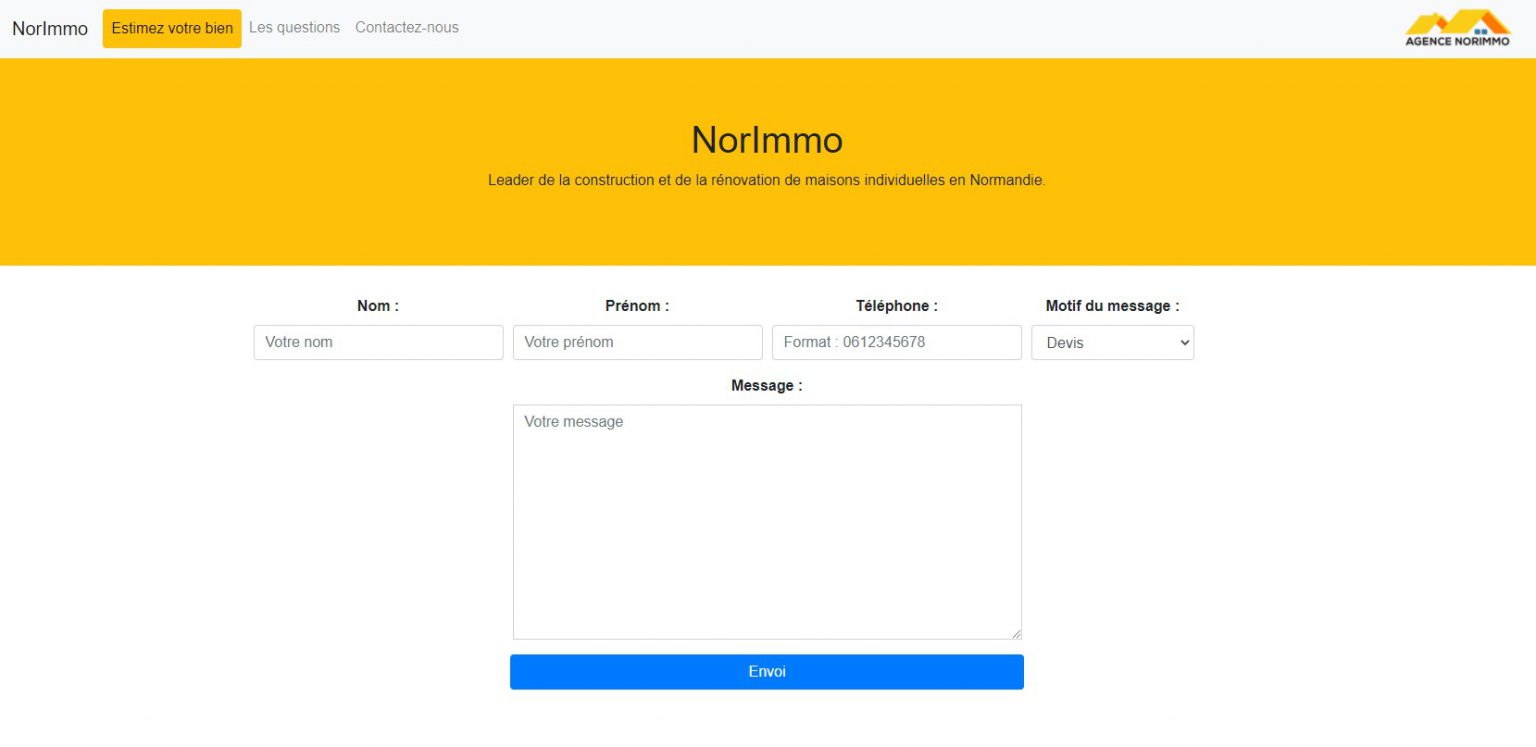 NorImmo Estimez votre bien Les questions Contactez-nous
AGENCE NORIMMO
NorImmo
Leader de la construction et de la rénovation de maisons individuelles en Normandie.
Nom : Prénom : Téléphone : Motif du message :
Votre nom Votre prénom Format : 0612345678 Devis
Message :
Votre message
Envoi